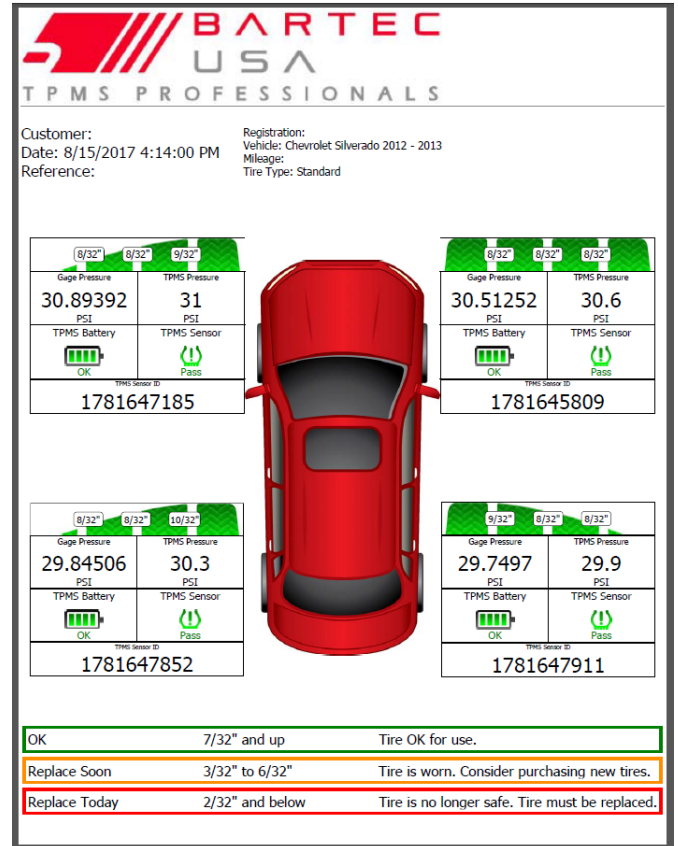 BARTEC
USA
TPMS PROFESSIONALS
Customer:
Date: 8/15/2017 4:14:00 PM
Reference:
Registration:
Vehicle: Chevrolet Silverado 2012 - 2013
Mileage:
Tire Type: Standard
8/32" 8/32" 9/32"
Gage Pressure TPMS Pressure
30.89392 31
PSI PSI
TPMS Battery TPMS Sensor
OK Pass
TPMS Sensor ID
1781647185
8/32" 8/32" 8/32"
Gage Pressure TPMS Pressure
30.51252 30.6
PSI PSI
TPMS Battery TPMS Sensor
OK Pass
TPMS Sensor ID
1781645809
8/32" 8/32" 10/32"
Gage Pressure TPMS Pressure
29.84506 30.3
PSI PSI
TPMS Battery TPMS Sensor
OK Pass
TPMS Sensor ID
1781647852
9/32" 8/32" 8/32"
Gage Pressure TPMS Pressure
29.7497 29.9
PSI PSI
TPMS Battery TPMS Sensor
OK Pass
TPMS Sensor ID
1781647911
OK 7/32" and up Tire OK for use.
Replace Soon 3/32" to 6/32" Tire is worn. Consider purchasing new tires.
Replace Today 2/32" and below Tire is no longer safe. Tire must be replaced.